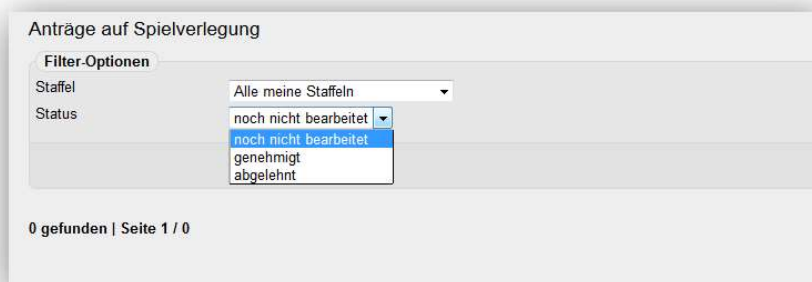 Anträge auf Spielverlegung
Filter-Optionen
Staffel Alle meine Staffeln
Status noch nicht bearbeitet
noch nicht bearbeitet
genehmigt
abgelehnt
0 gefunden | Seite 1 / 0